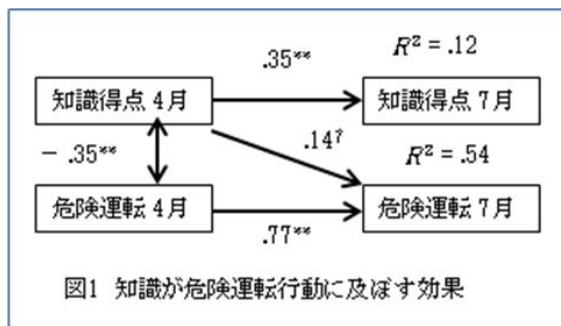 R² = .12
.35**
知識得点 4月
知識得点 7月
－ .35**
.14†
R² = .54
危険運転 4月
危険運転 7月
.77**
図1 知識が危険運転行動に及ぼす効果